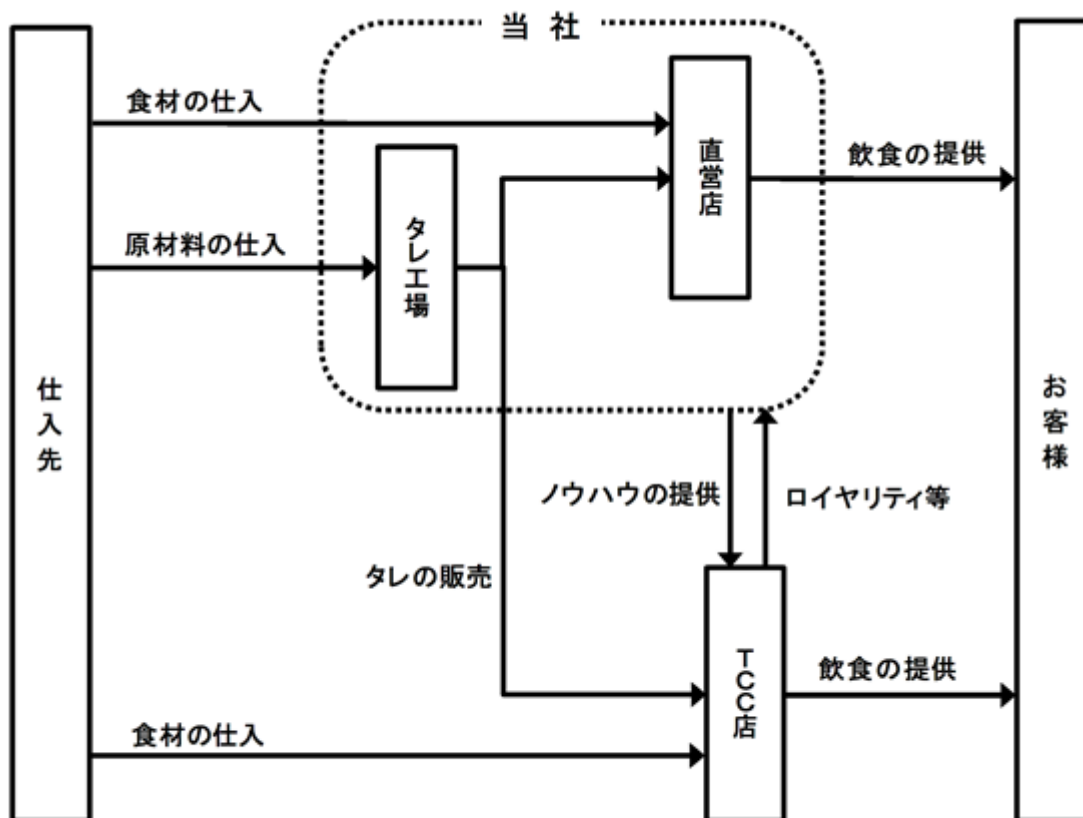 当社
食材の仕入
直営店
飲食の提供
タレ工場
原材料の仕入
仕入先
お客様
ノウハウの提供
ロイヤリティ等
タレの販売
TCC店
飲食の提供
食材の仕入